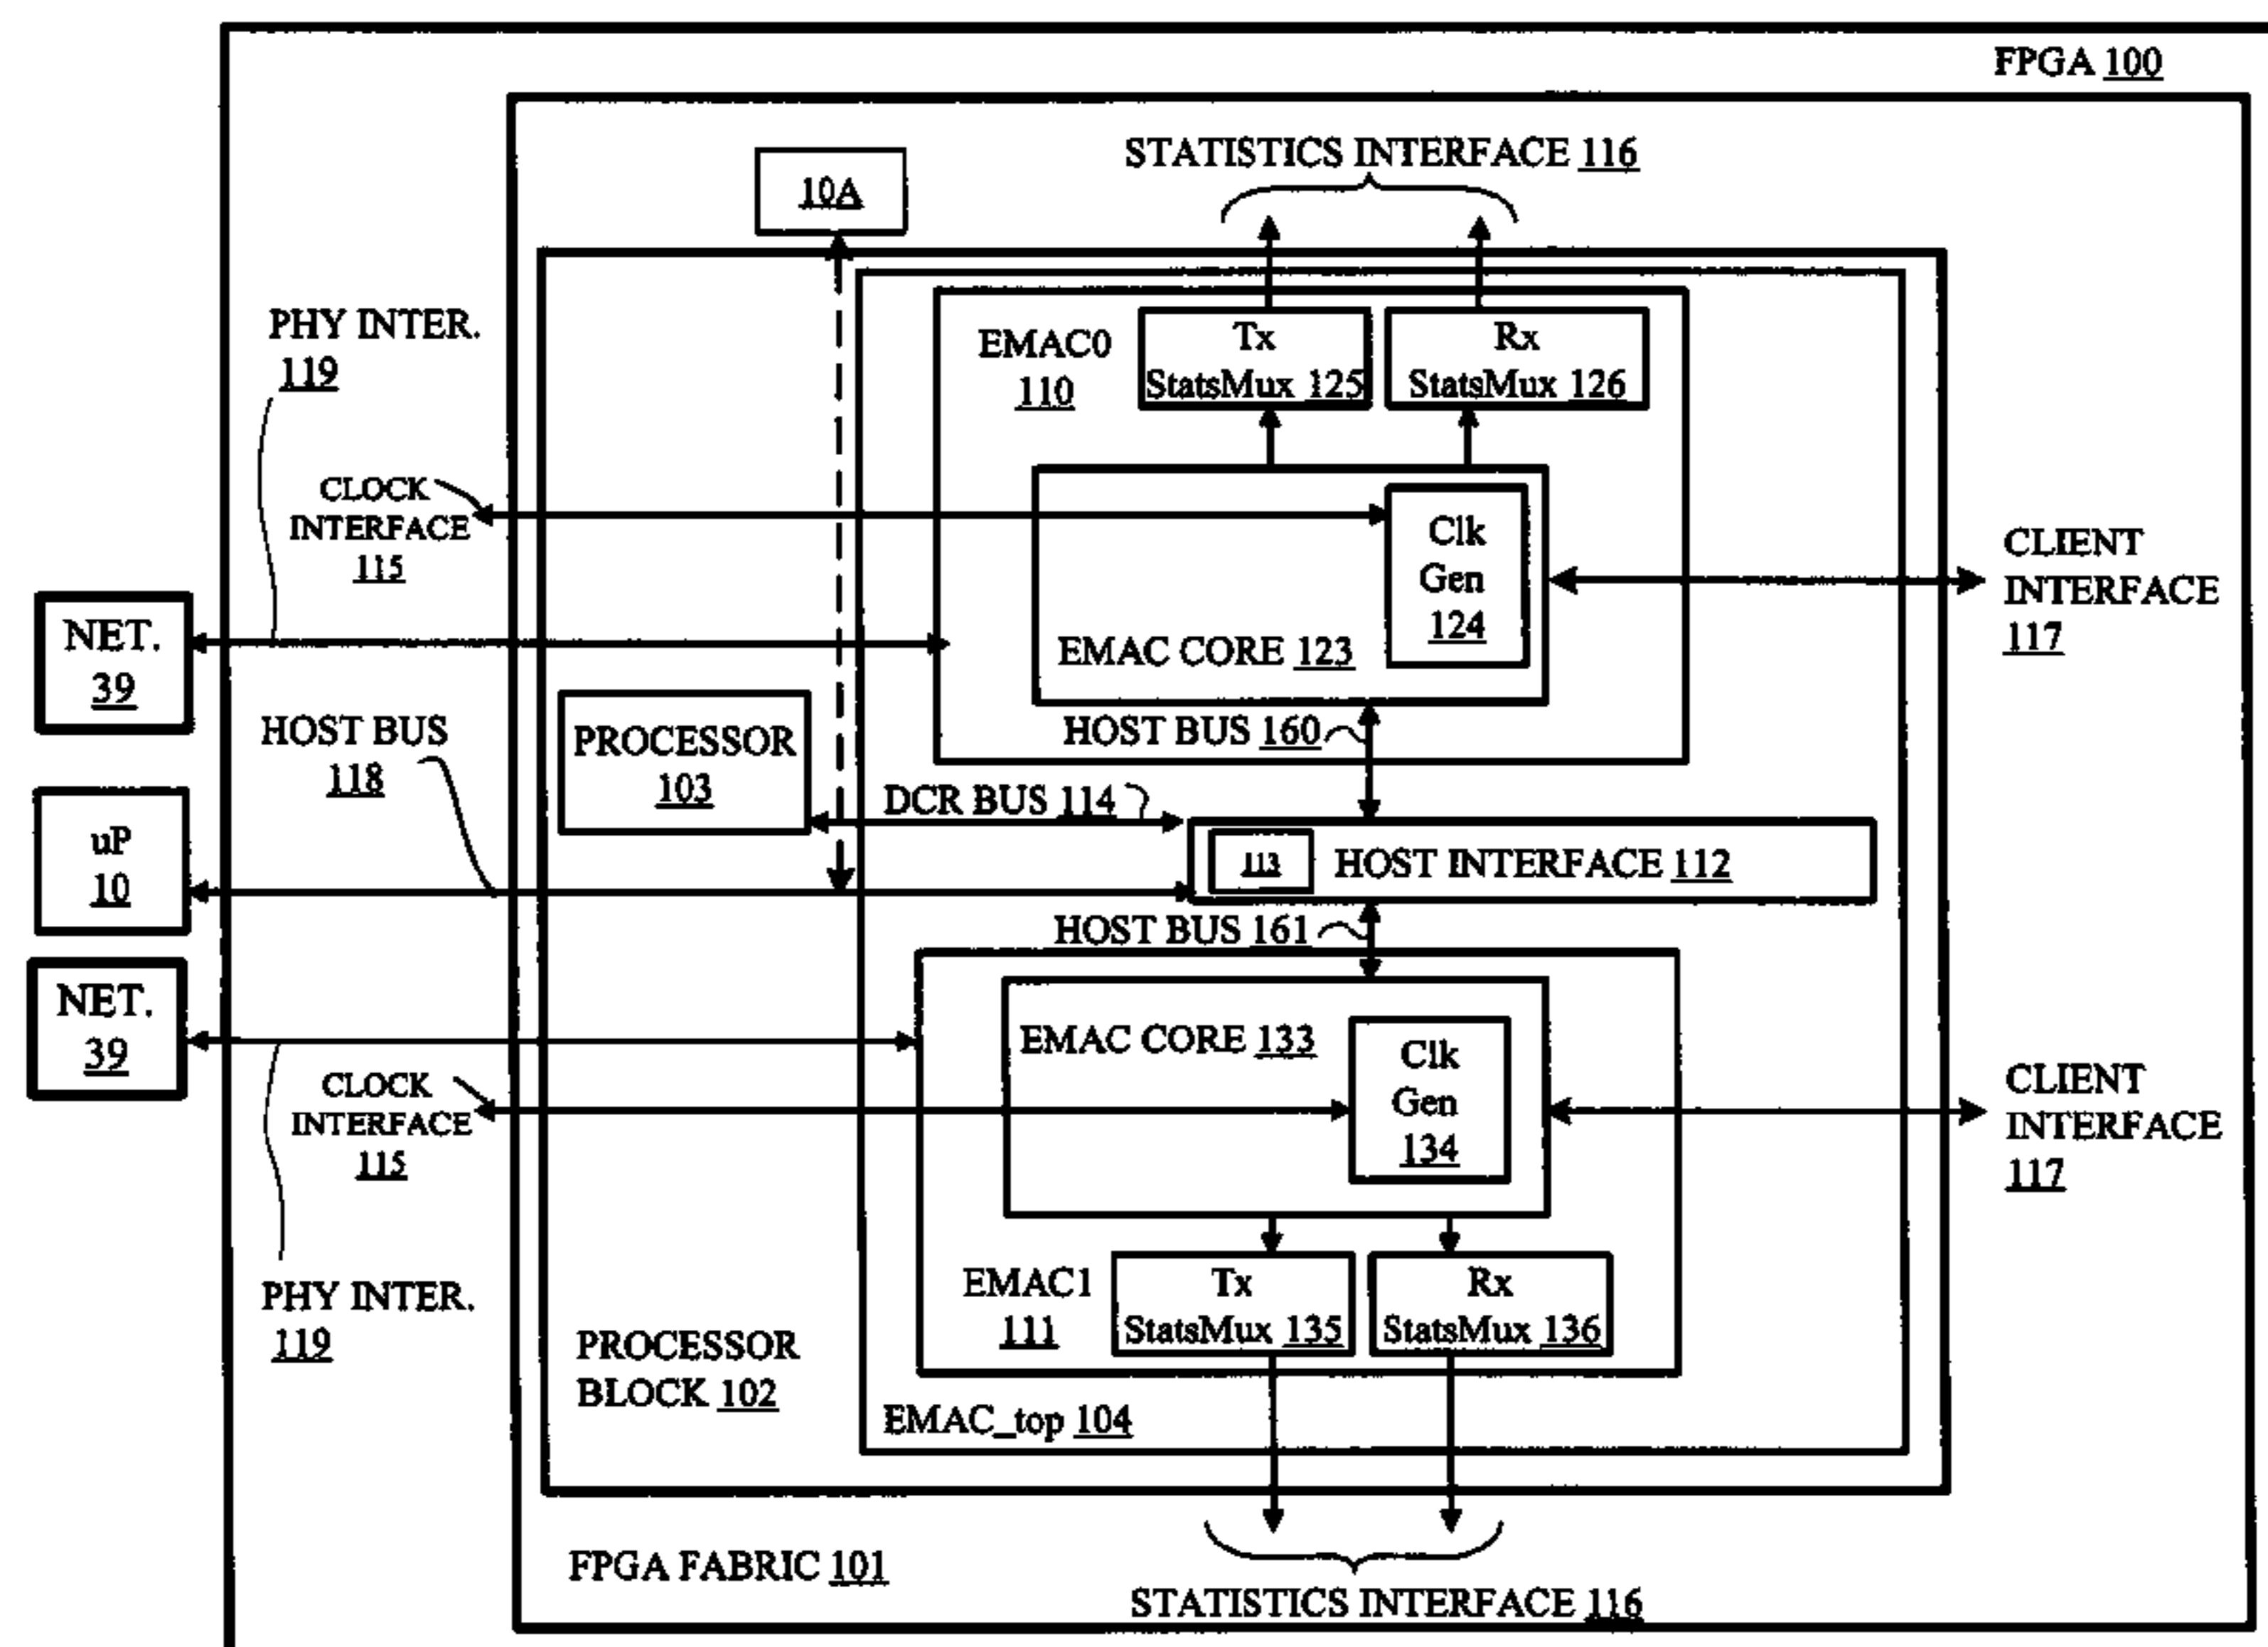 FPGA 100
STATISTICS INTERFACE 116
10A
PHY INTER.
119
EMAC0
110
Tx
StatsMux 125
Rx
StatsMux 126
CLOCK
INTERFACE
115
Clk
Gen
124
EMAC CORE 123
CLIENT
INTERFACE
117
NET.
39
HOST BUS
118
PROCESSOR
103
HOST BUS 160
DCR BUS 114
uP
10
113
HOST INTERFACE 112
HOST BUS 161
NET.
39
EMAC CORE 133
Clk
Gen
134
CLOCK
INTERFACE
115
CLIENT
INTERFACE
117
PHY INTER.
119
EMAC1
111
Tx
StatsMux 135
Rx
StatsMux 136
PROCESSOR
BLOCK 102
EMAC_top 104
FPGA FABRIC 101
STATISTICS INTERFACE 116